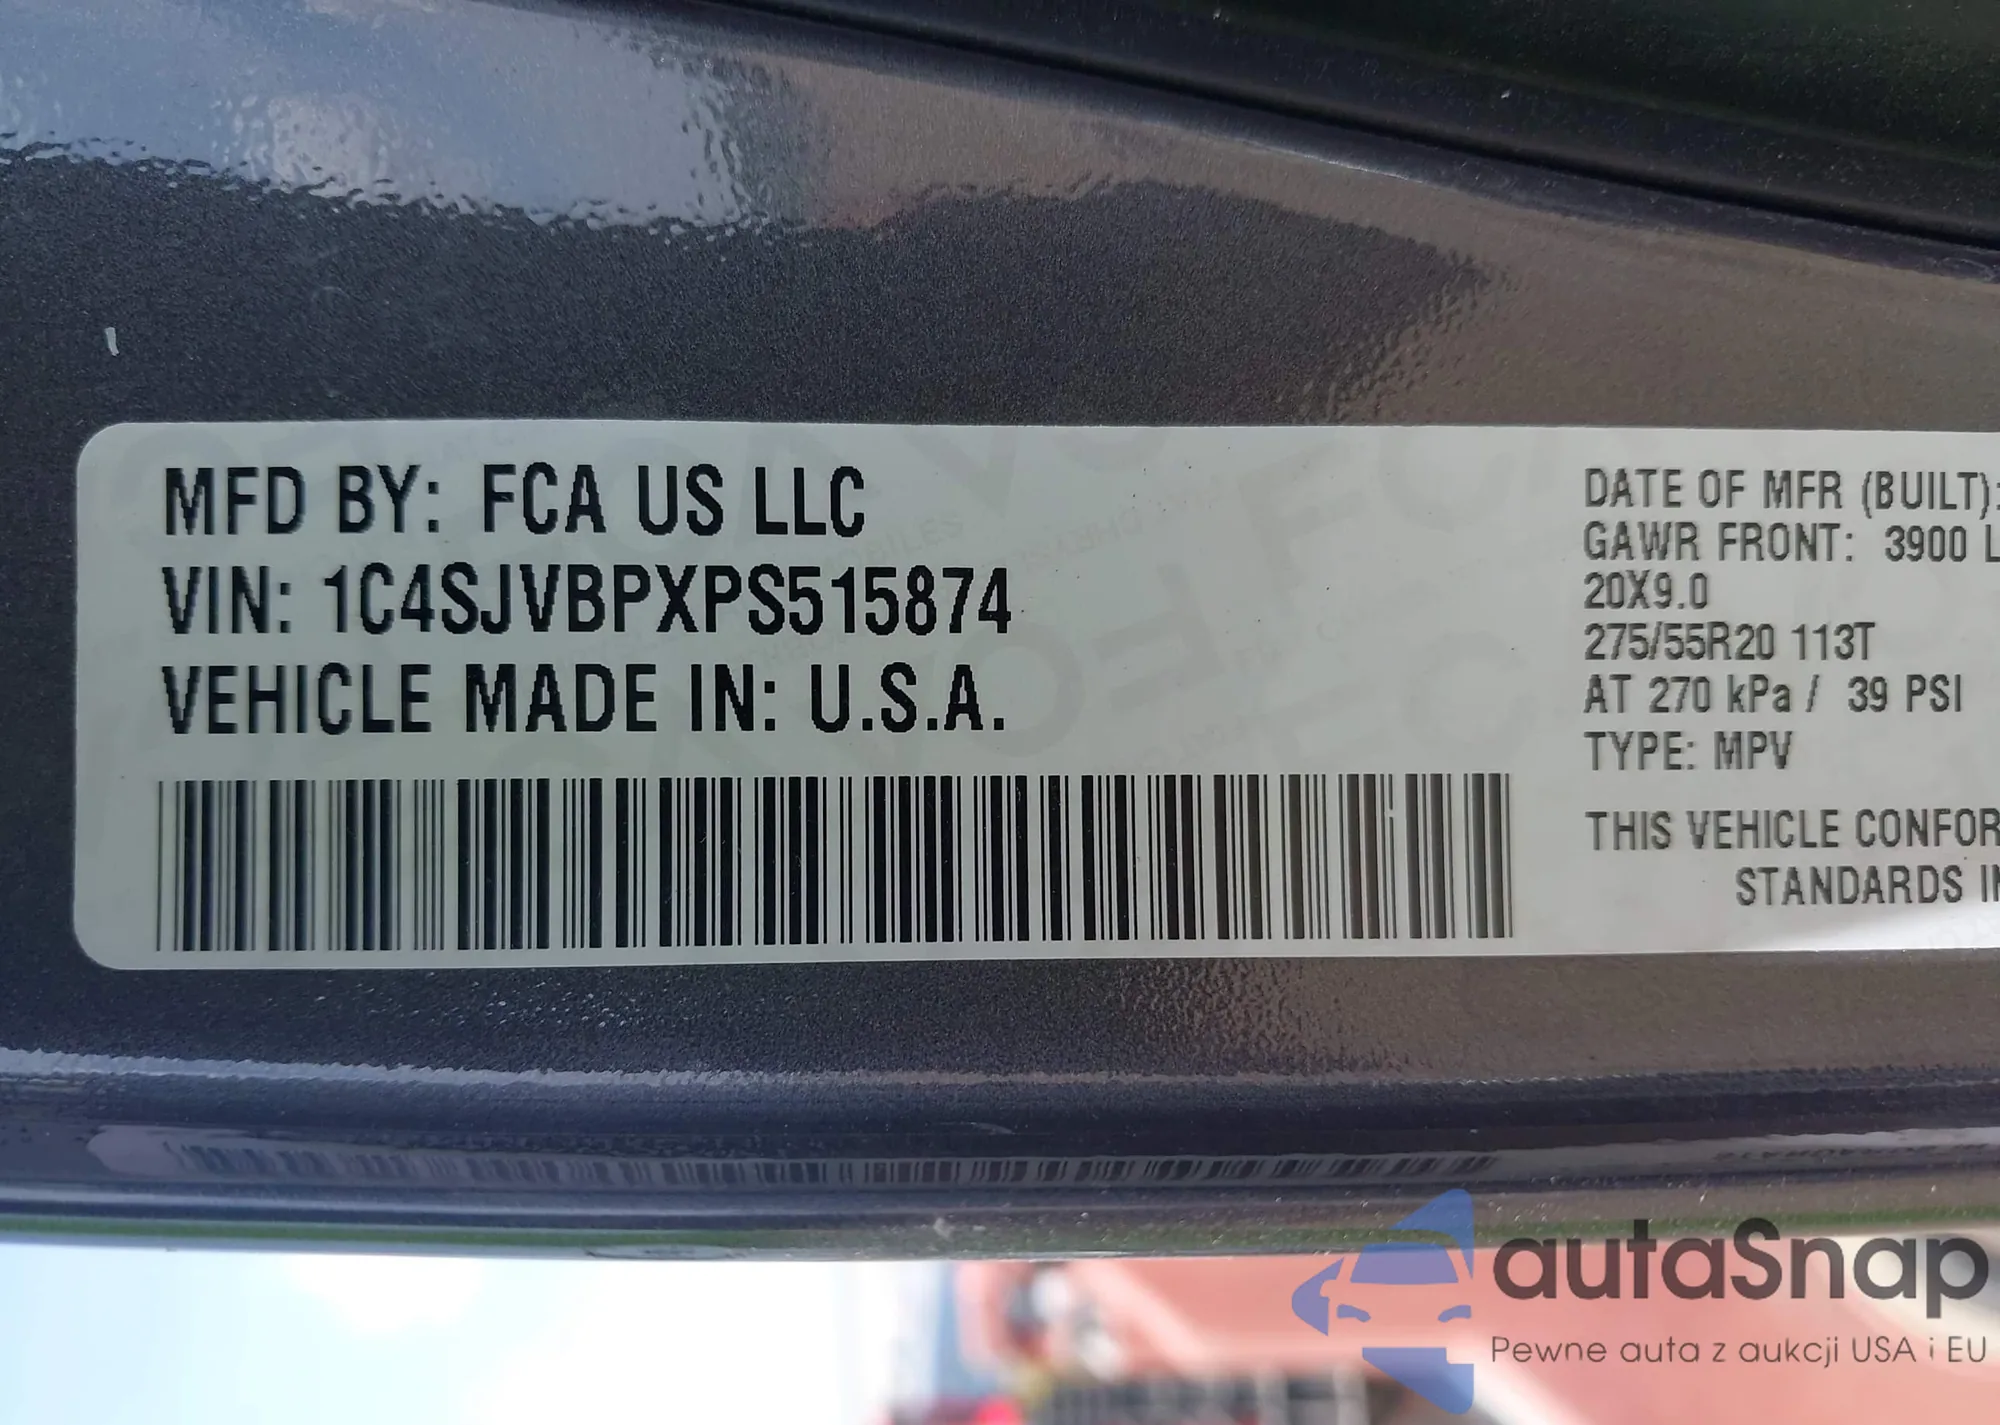 MFD BY: FCA US LLC
VIN: 1C4SJVBPXPS515874
VEHICLE MADE IN: U.S.A.
DATE OF MFR (BUILT):
GAWR FRONT: 3900 L
20X9.0
275/55R20 113T
AT 270 kPa / 39 PSI
TYPE: MPV
THIS VEHICLE CONFOR
STANDARDS IN
autaSnap
Pewne auta z aukcji USA i EU